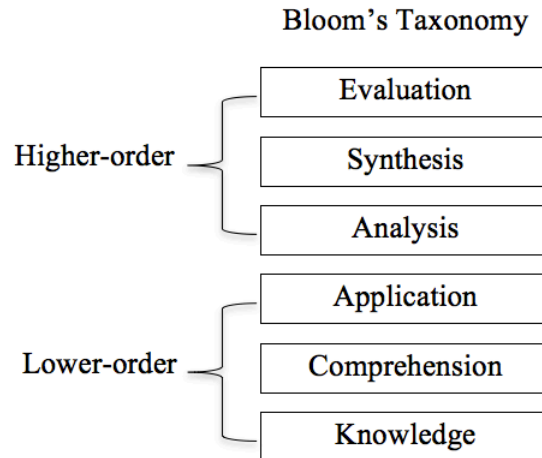 Bloom’s Taxonomy
Evaluation
Higher-order
Synthesis
Analysis
Application
Lower-order
Comprehension
Knowledge